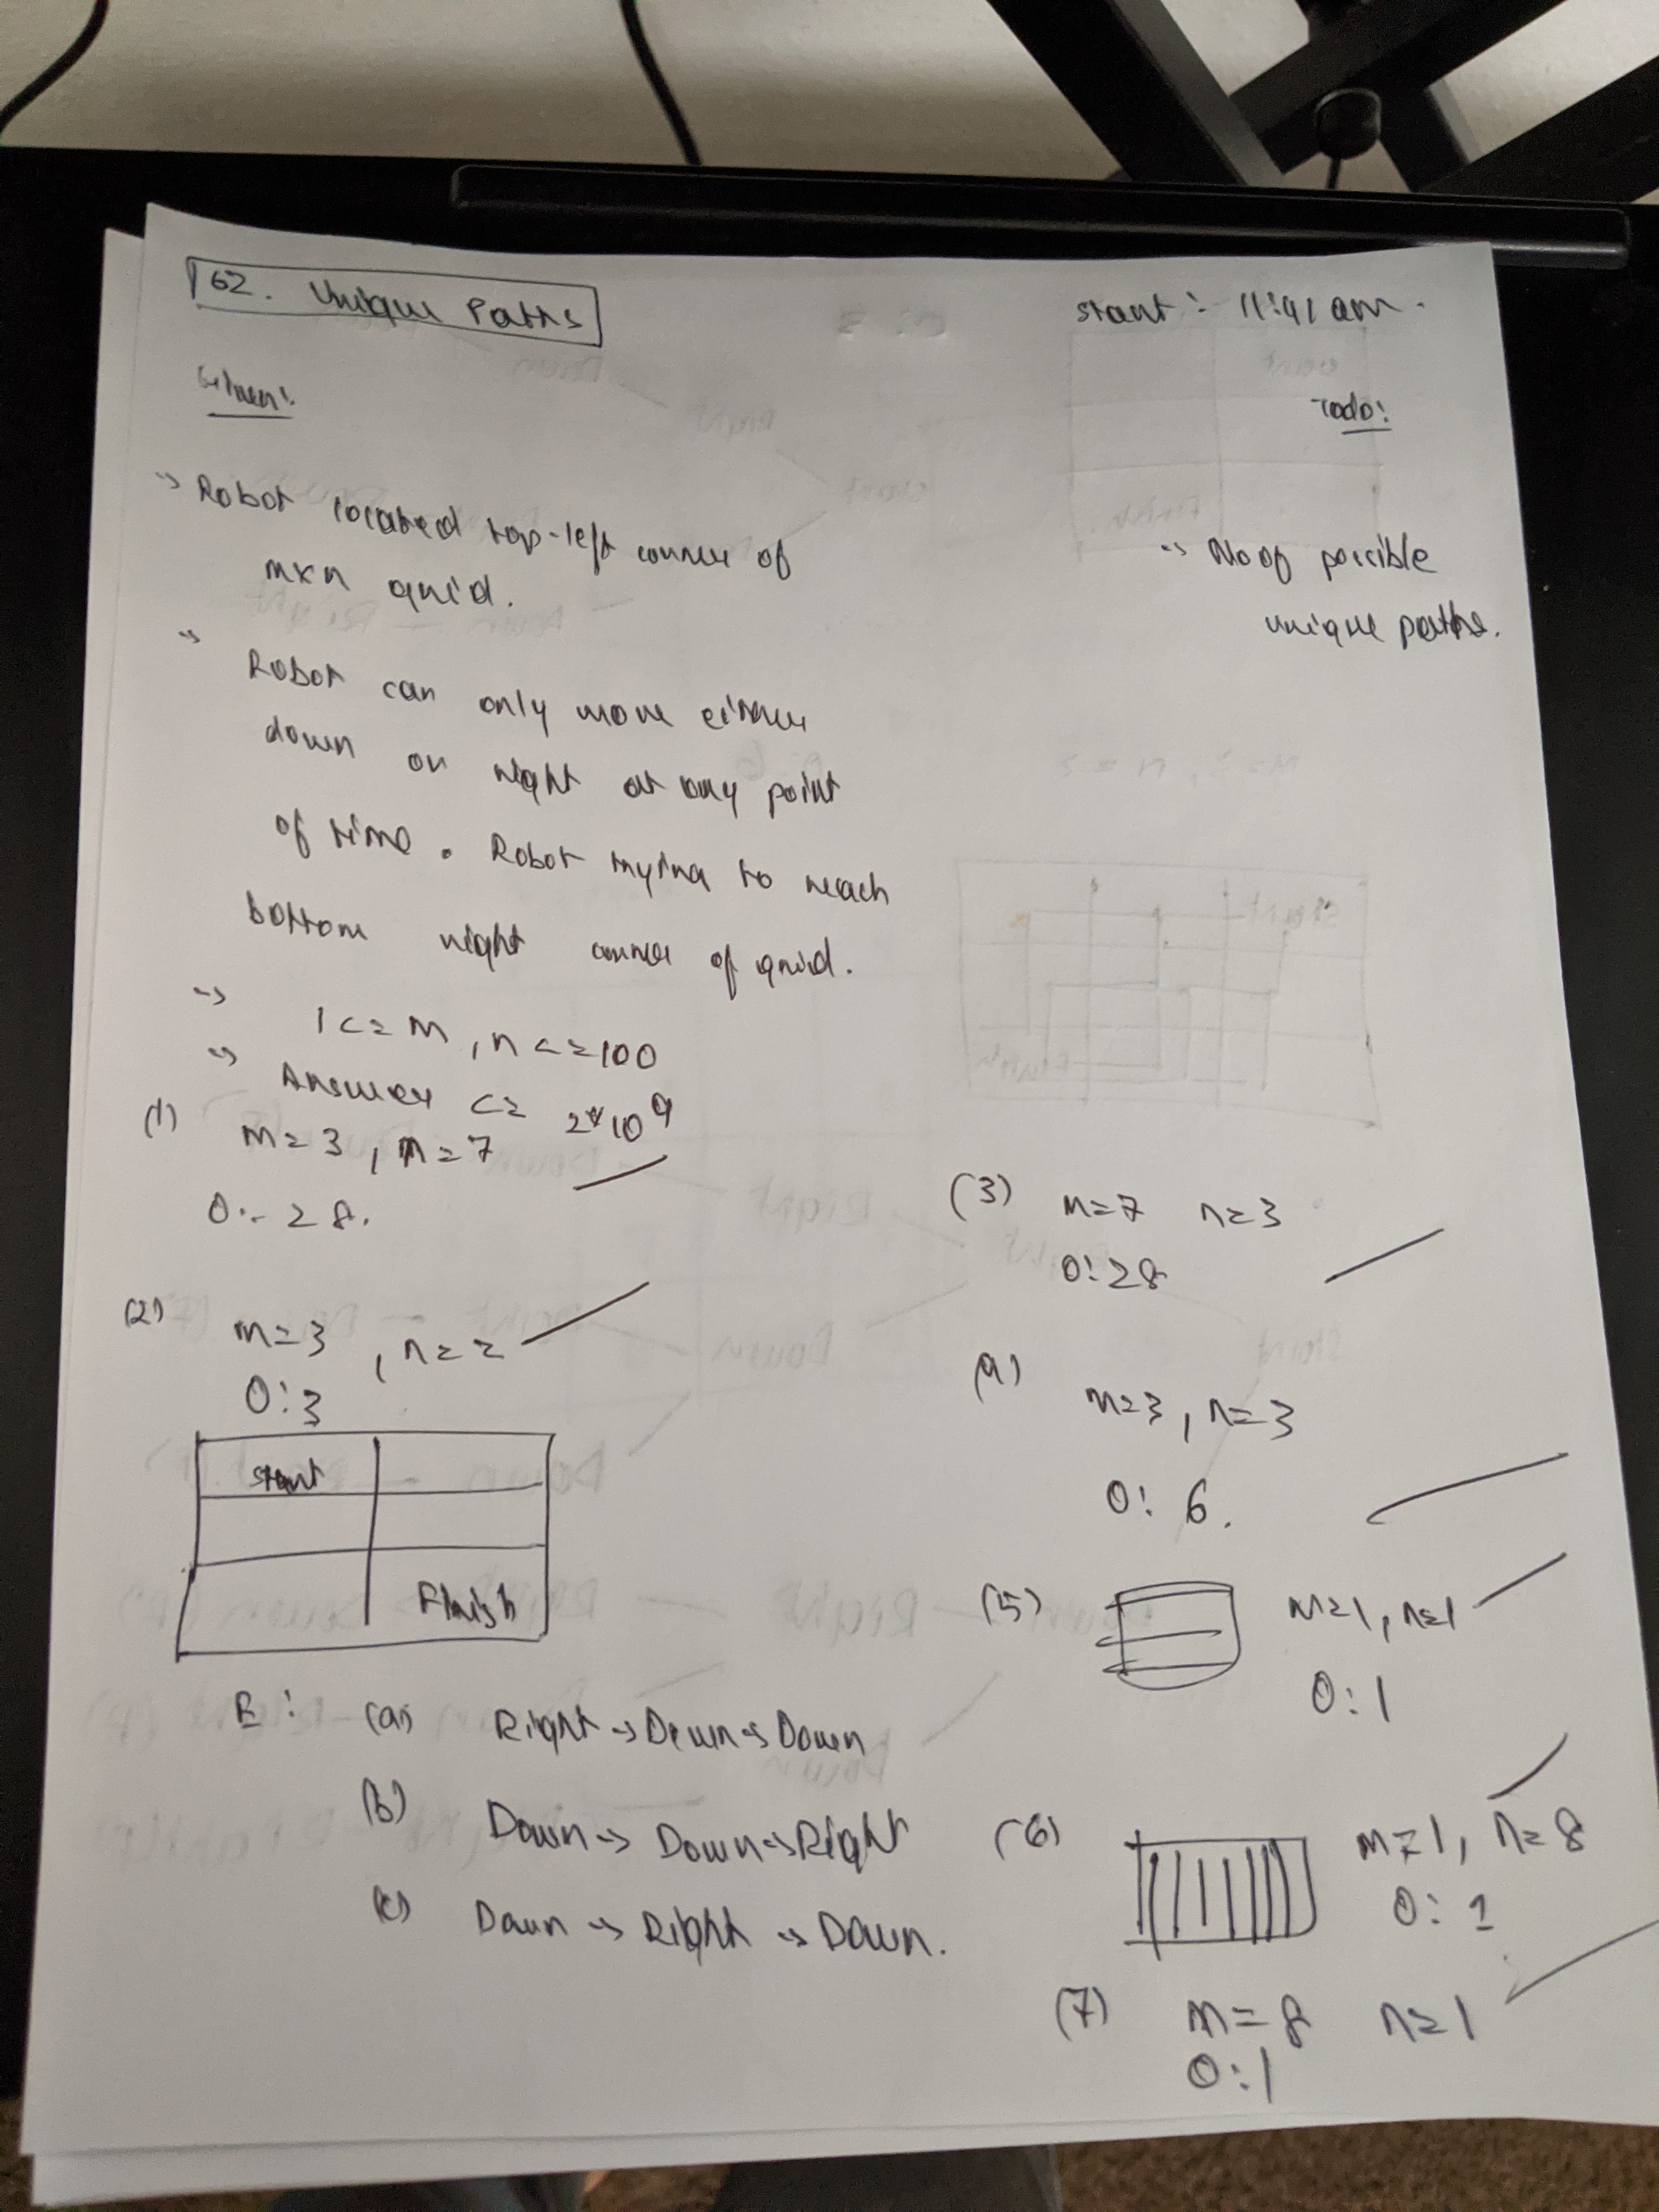 62. Unique Paths
start :- 11:41 am.
Given:
Todo:
-> Robot located top-left corner of
mxn grid.
-> No of possible
unique paths.
-> Robot can only move either
down or right at any point
of time. Robot trying to reach
bottom right corner of grid.
-> 1 <= m, n <= 100
-> Answer <= 2*10^9
(1) m=3, n=7
O:- 28.
(2) m=3, n=2
O:3
start
Finish
E: (a) Right -> Down -> Down
(b) Down -> Down -> Right
(c) Down -> Right -> Down.
(3) m=7 n=3
O:28
(4) m=3, n=3
O: 6.
(5) m=1, n=1
O:1
(6) m=1, n=8
O: 1
(7) m=8 n=1
O:1